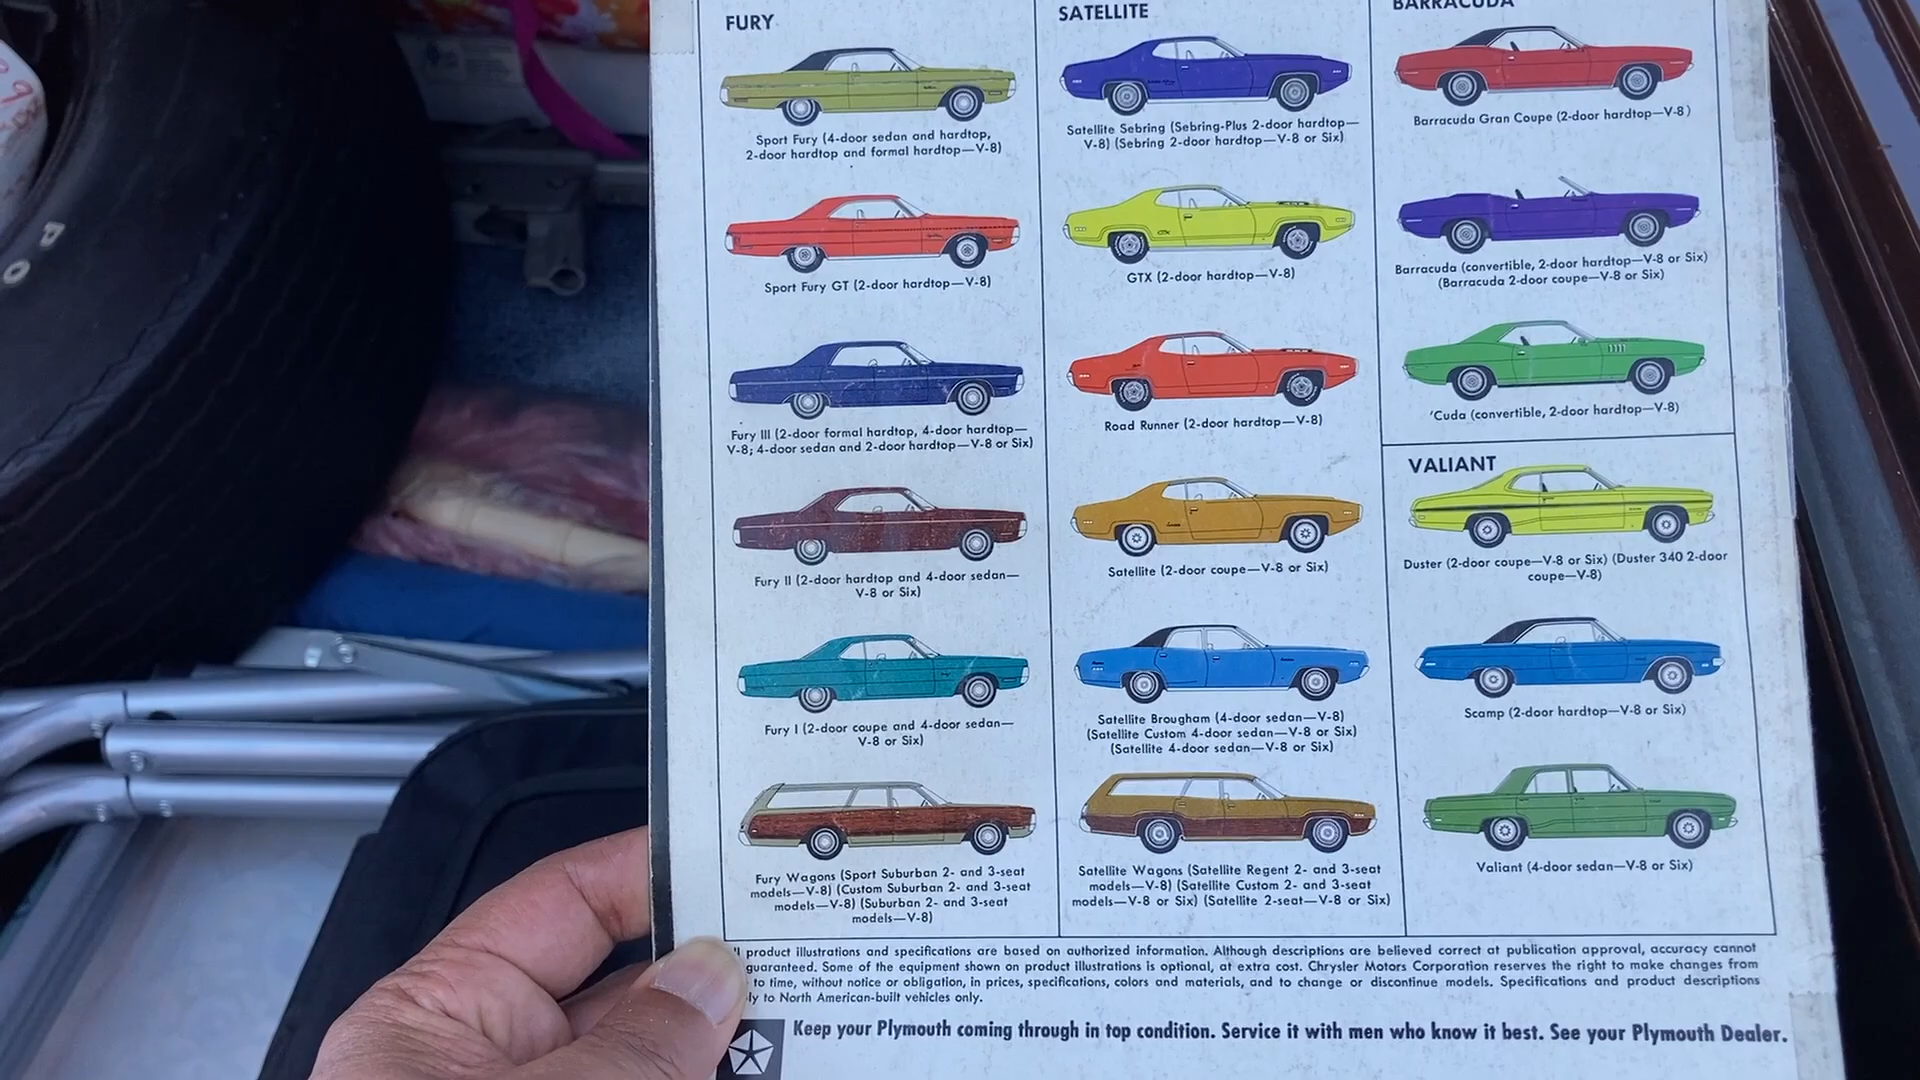 FURY
Sport Fury (4-door sedan and hardtop,
2-door hardtop and formal hardtop—V-8)
Sport Fury GT (2-door hardtop—V-8)
Fury III (2-door formal hardtop, 4-door hardtop—
V-8; 4-door sedan and 2-door hardtop—V-8 or Six)
Fury II (2-door hardtop and 4-door sedan—
V-8 or Six)
Fury I (2-door coupe and 4-door sedan—
V-8 or Six)
Fury Wagons (Sport Suburban 2- and 3-seat
models—V-8) (Custom Suburban 2- and 3-seat
models—V-8) (Suburban 2- and 3-seat
models—V-8)
SATELLITE
Satellite Sebring (Sebring-Plus 2-door hardtop—
V-8) (Sebring 2-door hardtop—V-8 or Six)
GTX (2-door hardtop—V-8)
Road Runner (2-door hardtop—V-8)
Satellite (2-door coupe—V-8 or Six)
Satellite Brougham (4-door sedan—V-8)
(Satellite Custom 4-door sedan—V-8 or Six)
(Satellite 4-door sedan—V-8 or Six)
Satellite Wagons (Satellite Regent 2- and 3-seat
models—V-8) (Satellite Custom 2- and 3-seat
models—V-8 or Six) (Satellite 2-seat—V-8 or Six)
BARRACUDA
Barracuda Gran Coupe (2-door hardtop—V-8)
Barracuda (convertible, 2-door hardtop—V-8 or Six)
(Barracuda 2-door coupe—V-8 or Six)
'Cuda (convertible, 2-door hardtop—V-8)
VALIANT
Duster (2-door coupe—V-8 or Six) (Duster 340 2-door
coupe—V-8)
Scamp (2-door hardtop—V-8 or Six)
Valiant (4-door sedan—V-8 or Six)
product illustrations and specifications are based on authorized information. Although descriptions are believed correct at publication approval, accuracy cannot
guaranteed. Some of the equipment shown on product illustrations is optional, at extra cost. Chrysler Motors Corporation reserves the right to make changes from
to time, without notice or obligation, in prices, specifications, colors and materials, and to change or discontinue models. Specifications and product descriptions
to North American-built vehicles only.
Keep your Plymouth coming through in top condition. Service it with men who know it best. See your Plymouth Dealer.